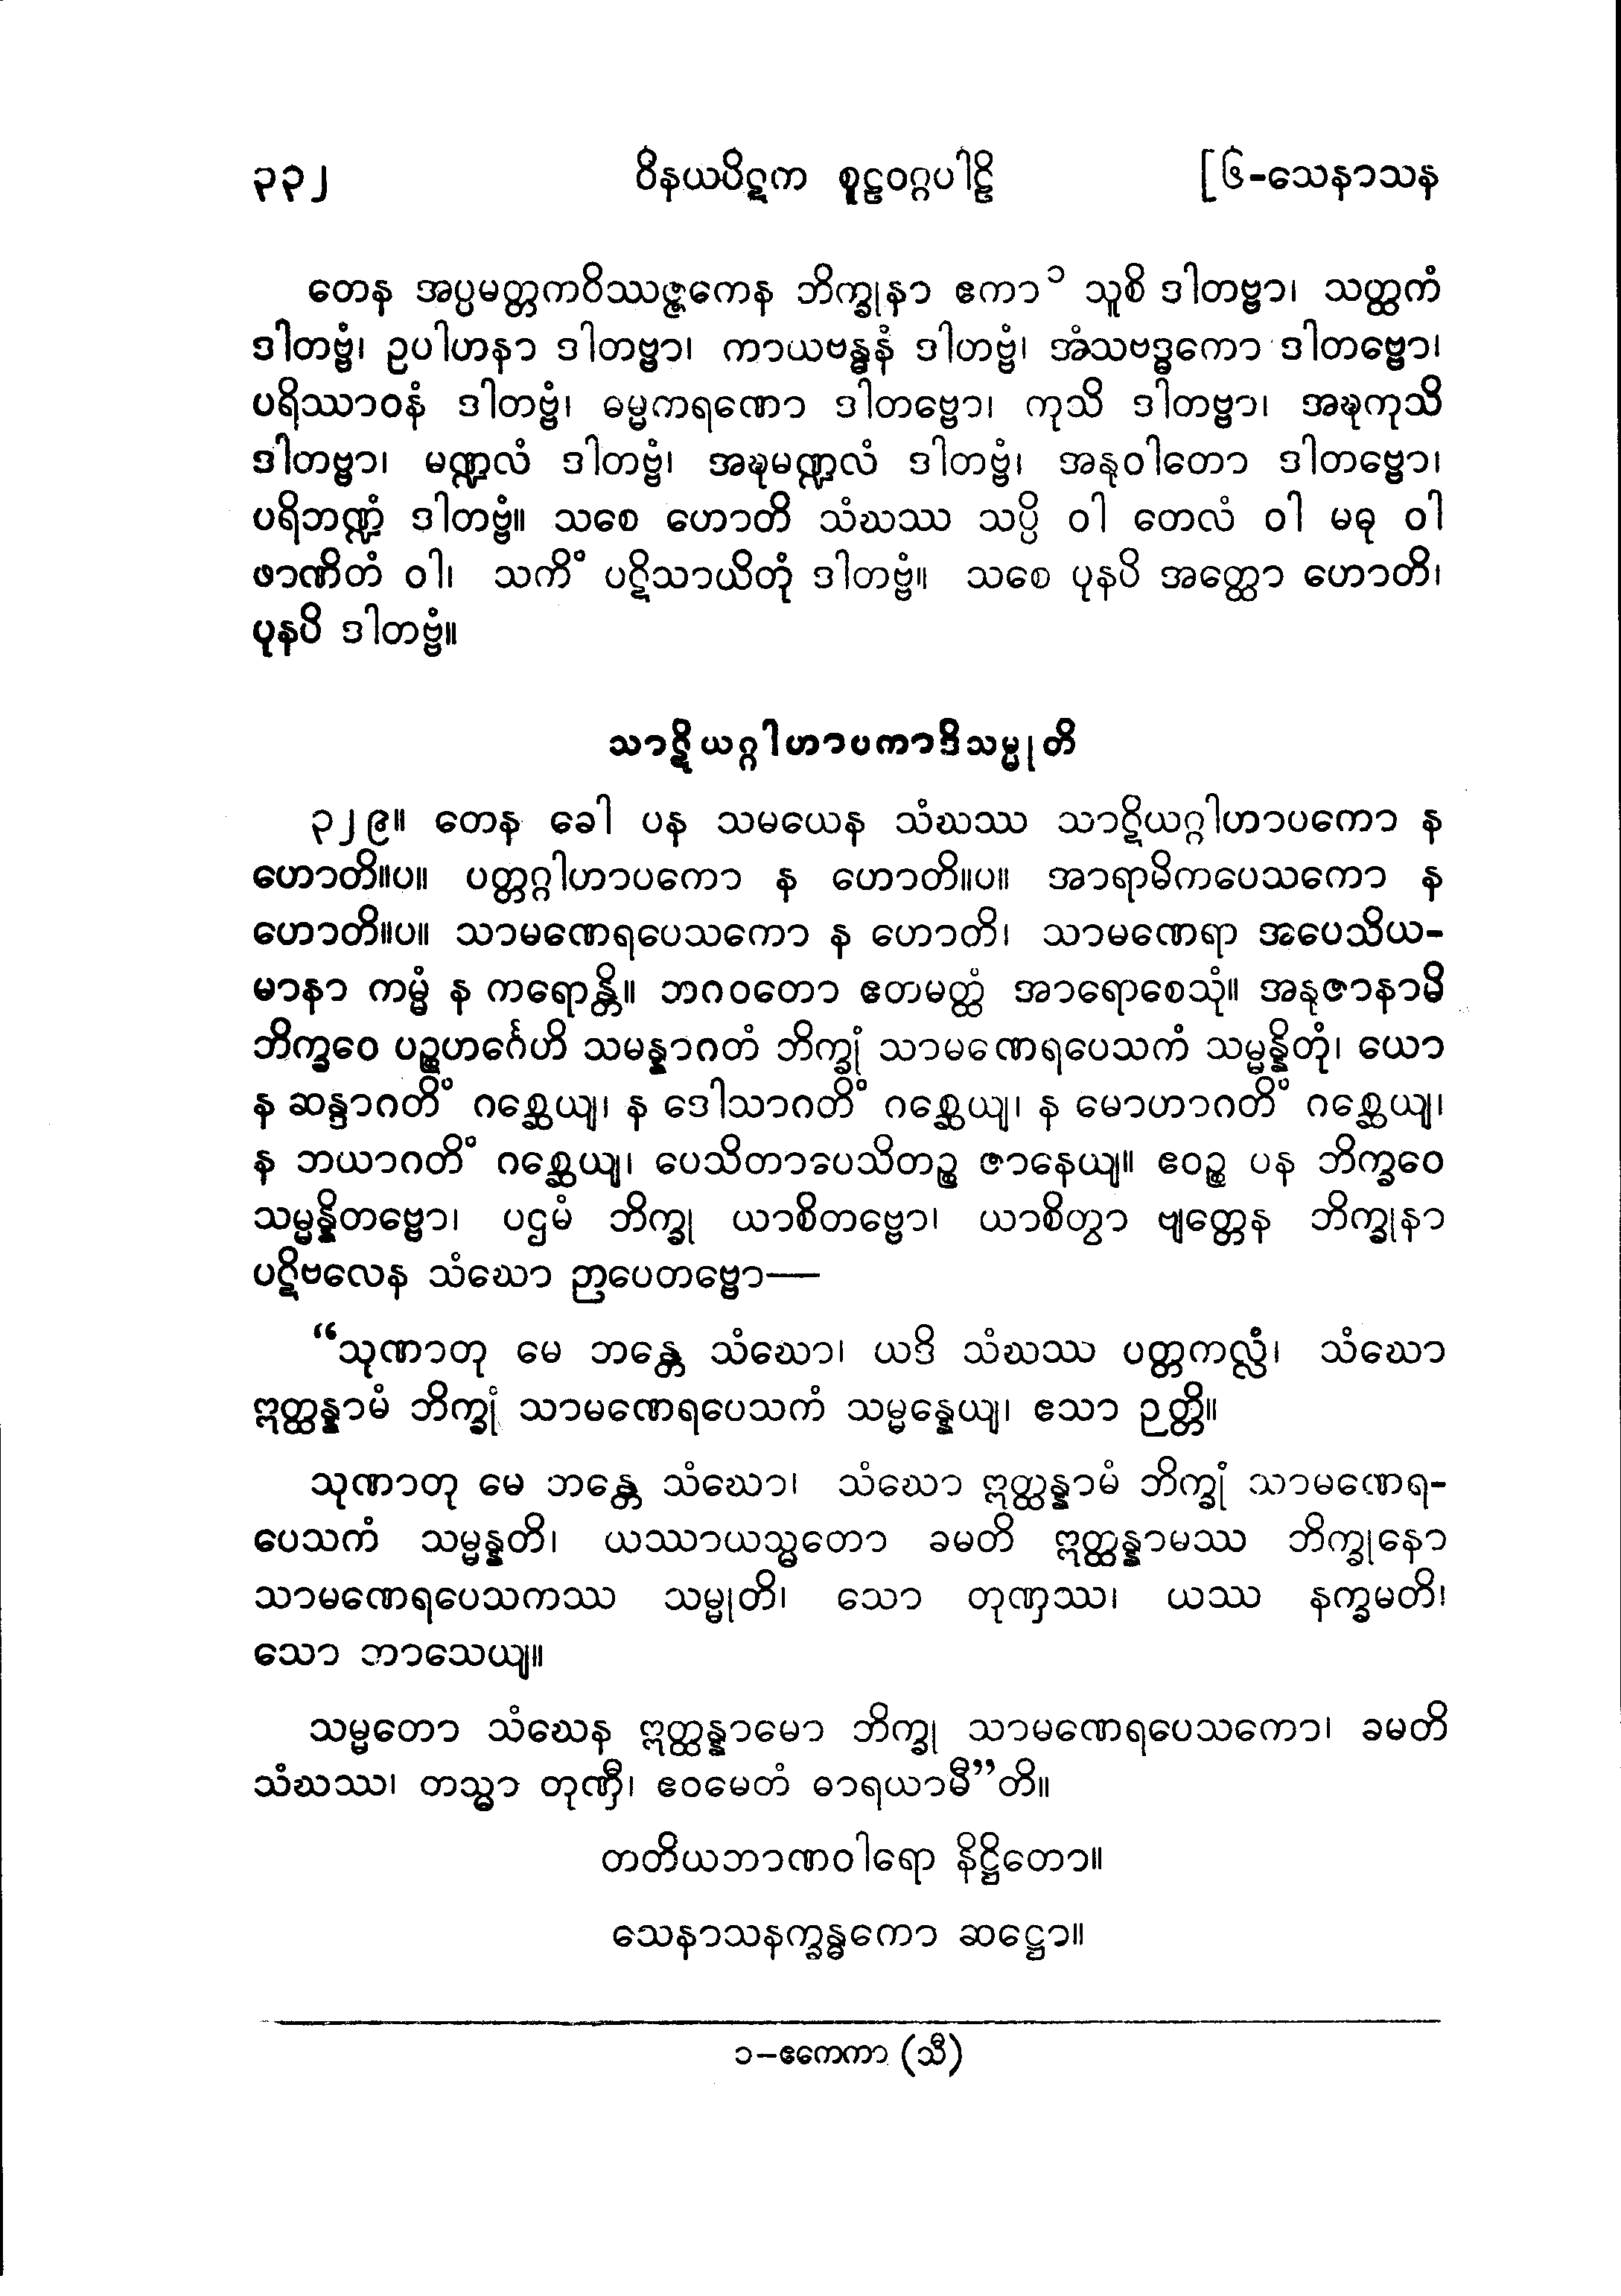 ၃၃၂ ဝိနယပိဋက စူဠဝဂ္ဂပါဠိ [၆-သေနာသန
တေန အပ္ပမတ္တကဝိဿဇ္ဇကေန ဘိက္ခုနာ ဧကာ ၁ သူစိ ဒါတဗ္ဗာ၊ သတ္ထကံ
ဒါတဗ္ဗံ၊ ဥပါဟနာ ဒါတဗ္ဗာ၊ ကာယဗန္ဓနံ ဒါတဗ္ဗံ၊ အံသဗဒ္ဓကော ဒါတဗ္ဗော၊
ပရိဿာဝနံ ဒါတဗ္ဗံ၊ ဓမ္မကရဏော ဒါတဗ္ဗော၊ ကုသိ ဒါတဗ္ဗာ၊ အဍ္ဎကုသိ
ဒါတဗ္ဗာ၊ မဏ္ဍလံ ဒါတဗ္ဗံ၊ အဍ္ဎမဏ္ဍလံ ဒါတဗ္ဗံ၊ အနုဝါတော ဒါတဗ္ဗော၊
ပရိဘဏ္ဍံ ဒါတဗ္ဗံ။ သစေ ဟောတိ သံဃဿ သပ္ပိ ဝါ တေလံ ဝါ မဓု ဝါ
ဖာဏိတံ ဝါ၊ သကိံ ပဋိသာယိတုံ ဒါတဗ္ဗံ။ သစေ ပုနပိ အတ္ထော ဟောတိ၊
ပုနပိ ဒါတဗ္ဗံ။
သာဋိယဂ္ဂါဟာပကာဒိသမ္မုတိ
၃၂၉။ တေန ခေါ ပန သမယေန သံဃဿ သာဋိယဂ္ဂါဟာပကော န
ဟောတိ။ပ။ ပတ္တဂ္ဂါဟာပကော န ဟောတိ။ပ။ အာရာမိကပေသကော န
ဟောတိ။ပ။ သာမဏေရပေသကော န ဟောတိ၊ သာမဏေရာ အပေသိယ-
မာနာ ကမ္မံ န ကရောန္တိ။ ဘဂဝတော ဧတမတ္ထံ အာရောစေသုံ။ အနုဇာနာမိ
ဘိက္ခဝေ ပဉ္စဟင်္ဂေဟိ သမန္နာဂတံ ဘိက္ခုံ သာမဏေရပေသကံ သမ္မန္နိတုံ၊ ယော
န ဆန္ဒာဂတိံ ဂစ္ဆေယျ၊ န ဒေါသာဂတိံ ဂစ္ဆေယျ၊ န မောဟာဂတိံ ဂစ္ဆေယျ၊
န ဘယာဂတိံ ဂစ္ဆေယျ၊ ပေသိတာပေသိတဉ္စ ဇာနေယျ။ ဧဝဉ္စ ပန ဘိက္ခဝေ
သမ္မန္နိတဗ္ဗော၊ ပဌမံ ဘိက္ခု ယာစိတဗ္ဗော၊ ယာစိတွာ ဗျတ္တေန ဘိက္ခုနာ
ပဋိဗလေန သံဃော ဉာပေတဗ္ဗော—
“သုဏာတု မေ ဘန္တေ သံဃော၊ ယဒိ သံဃဿ ပတ္တကလ္လံ၊ သံဃော
ဣတ္ထန္နာမံ ဘိက္ခုံ သာမဏေရပေသကံ သမ္မန္နေယျ၊ ဧသာ ဉတ္တိ။
သုဏာတု မေ ဘန္တေ သံဃော၊ သံဃော ဣတ္ထန္နာမံ ဘိက္ခုံ သာမဏေရ-
ပေသကံ သမ္မန္နတိ၊ ယဿာယသ္မတော ခမတိ ဣတ္ထန္နာမဿ ဘိက္ခုနော
သာမဏေရပေသကဿ သမ္မုတိ၊ သော တုဏှဿ၊ ယဿ နက္ခမတိ၊
သော ဘာသေယျ။
သမ္မတော သံဃေန ဣတ္ထန္နာမော ဘိက္ခု သာမဏေရပေသကော၊ ခမတိ
သံဃဿ၊ တသ္မာ တုဏှီ၊ ဧဝမေတံ ဓာရယာမီ”တိ။
တတိယဘာဏဝါရော နိဋ္ဌိတော။
သေနာသနက္ခန္ဓကော ဆဋ္ဌော။
၁−ဧကေကာ (သီ)